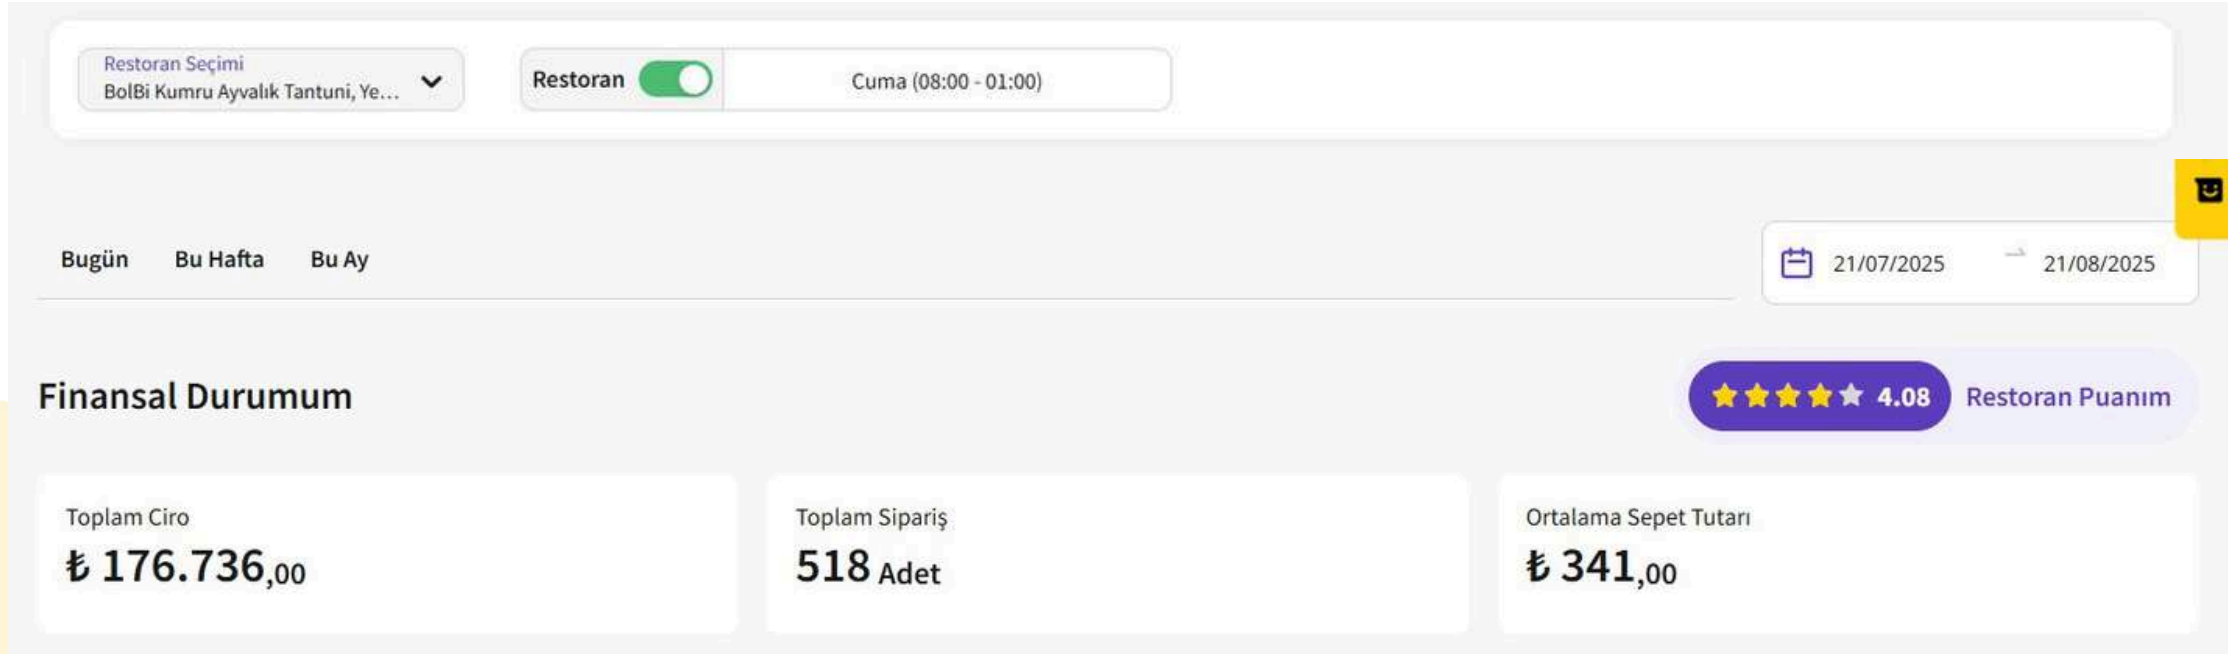 Restoran Seçimi
BolBi Kumru Ayvalık Tantuni, Ye...
Restoran
Cuma (08:00 - 01:00)
Bugün Bu Hafta Bu Ay
21/07/2025 → 21/08/2025
Finansal Durumum
4.08 Restoran Puanım
Toplam Ciro
₺ 176.736,00
Toplam Sipariş
518 Adet
Ortalama Sepet Tutarı
₺ 341,00